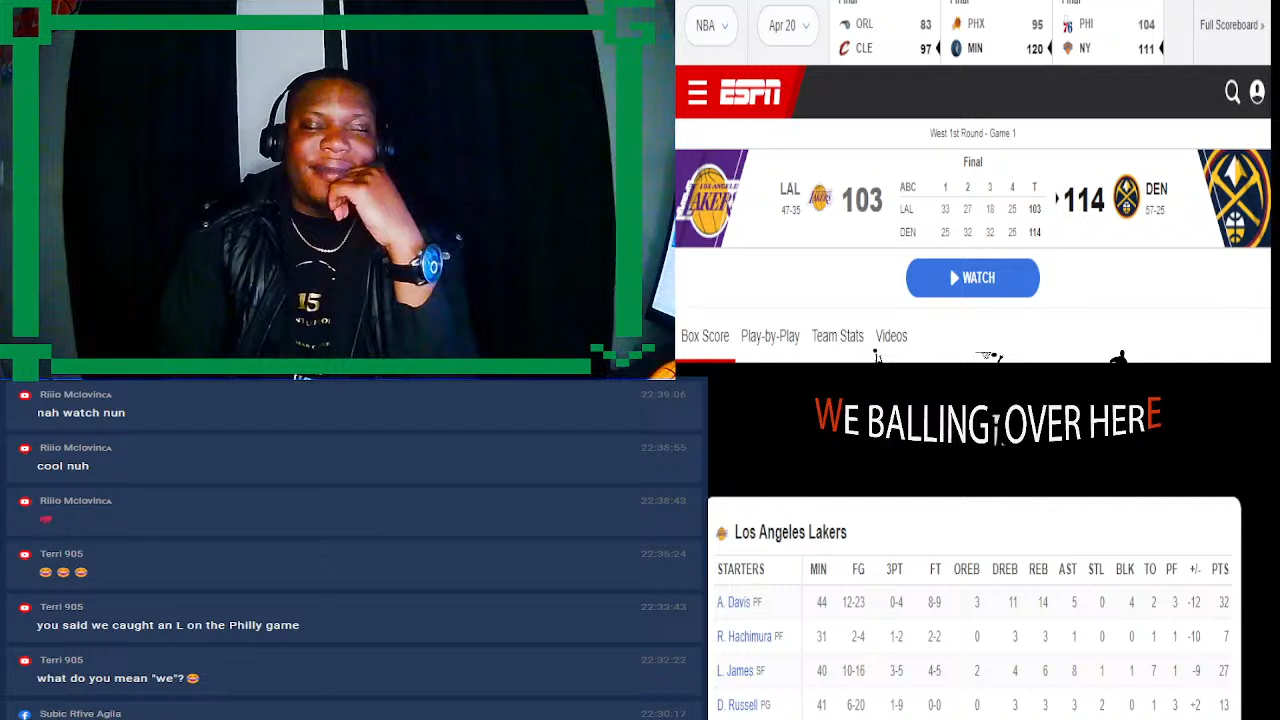 NBA
Apr 20
ORL 83
CLE 97
PHX 95
MIN 120
PHI 104
NY 111
Full Scoreboard »
ESPN
West 1st Round - Game 1
Final
LOS ANGELES
LAKERS
LAL
47-35
103
ABC 1 2 3 4 T
LAL 33 27 18 25 103
DEN 25 32 32 25 114
114
DEN
57-25
WATCH
Box Score Play-by-Play Team Stats Videos
15
Riiio Mclovinca 22:39:06
nah watch nun
Riiio Mclovinca 22:38:55
cool nuh
Riiio Mclovinca 22:38:43
Terri 905 22:35:24
Terri 905 22:33:43
you said we caught an L on the Philly game
Terri 905 22:32:22
what do you mean "we"?
Subic Rfive Agila 22:30:17
WE BALLING OVER HERE
Los Angeles Lakers
STARTERS MIN FG 3PT FT OREB DREB REB AST STL BLK TO PF +/- PTS
A. Davis PF 44 12-23 0-4 8-9 3 11 14 5 0 4 2 3 -12 32
R. Hachimura PF 31 2-4 1-2 2-2 0 3 3 1 0 0 1 1 -10 7
L. James SF 40 10-16 3-5 4-5 2 4 6 8 1 1 7 1 -9 27
D. Russell PG 41 6-20 1-9 0-0 0 3 3 3 2 0 0 3 +2 13